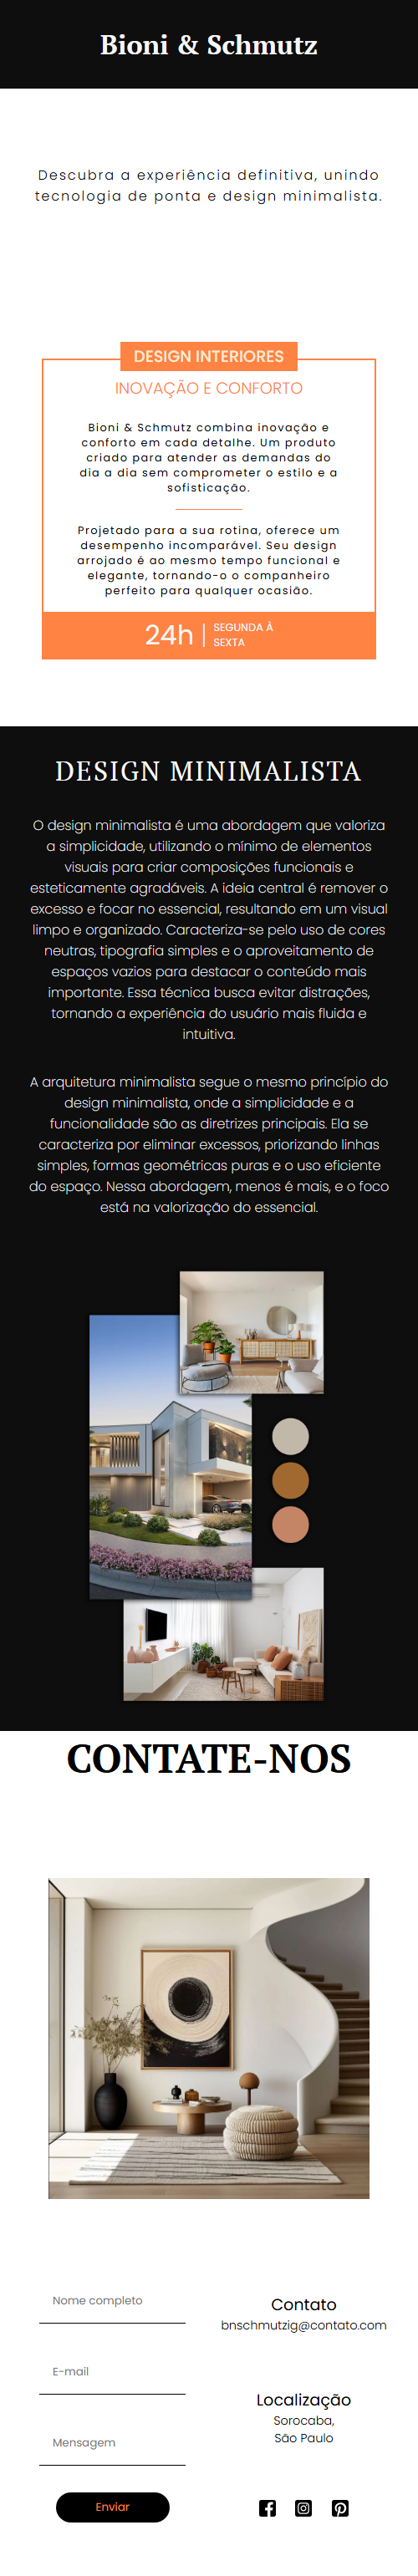 Bioni & Schmutz
Descubra a experiência definitiva, unindo
tecnologia de ponta e design minimalista.
DESIGN INTERIORES
INOVAÇÃO E CONFORTO
Bioni & Schmutz combina inovação e
conforto em cada detalhe. Um produto
criado para atender as demandas do
dia a dia sem comprometer o estilo e a
sofisticação.
Projetado para a sua rotina, oferece um
desempenho incomparável. Seu design
arrojado é ao mesmo tempo funcional e
elegante, tornando-o o companheiro
perfeito para qualquer ocasião.
24h
SEGUNDA À
SEXTA
DESIGN MINIMALISTA
O design minimalista é uma abordagem que valoriza
a simplicidade, utilizando o mínimo de elementos
visuais para criar composições funcionais e
esteticamente agradáveis. A ideia central é remover o
excesso e focar no essencial, resultando em um visual
limpo e organizado. Caracteriza-se pelo uso de cores
neutras, tipografia simples e o aproveitamento de
espaços vazios para destacar o conteúdo mais
importante. Essa técnica busca evitar distrações,
tornando a experiência do usuário mais fluida e
intuitiva.
A arquitetura minimalista segue o mesmo princípio do
design minimalista, onde a simplicidade e a
funcionalidade são as diretrizes principais. Ela se
caracteriza por eliminar excessos, priorizando linhas
simples, formas geométricas puras e o uso eficiente
do espaço. Nessa abordagem, menos é mais, e o foco
está na valorização do essencial.
CONTATE-NOS
Nome completo
E-mail
Mensagem
Enviar
Contato
bnschmutzig@contato.com
Localização
Sorocaba,
São Paulo